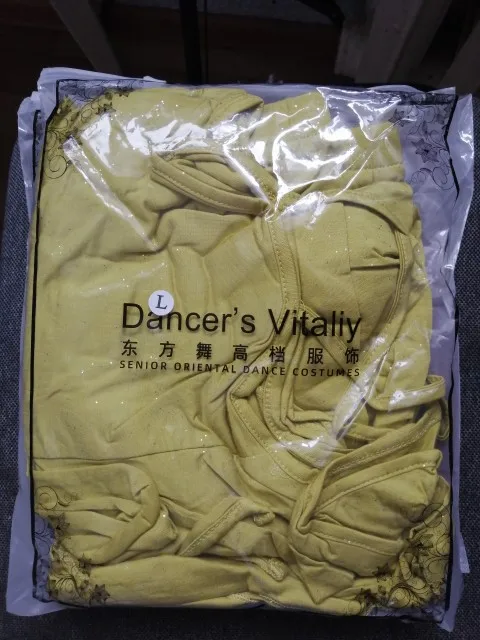 L
Dancer's Vitaliy
东方舞高档服饰
SENIOR ORIENTAL DANCE COSTUMES